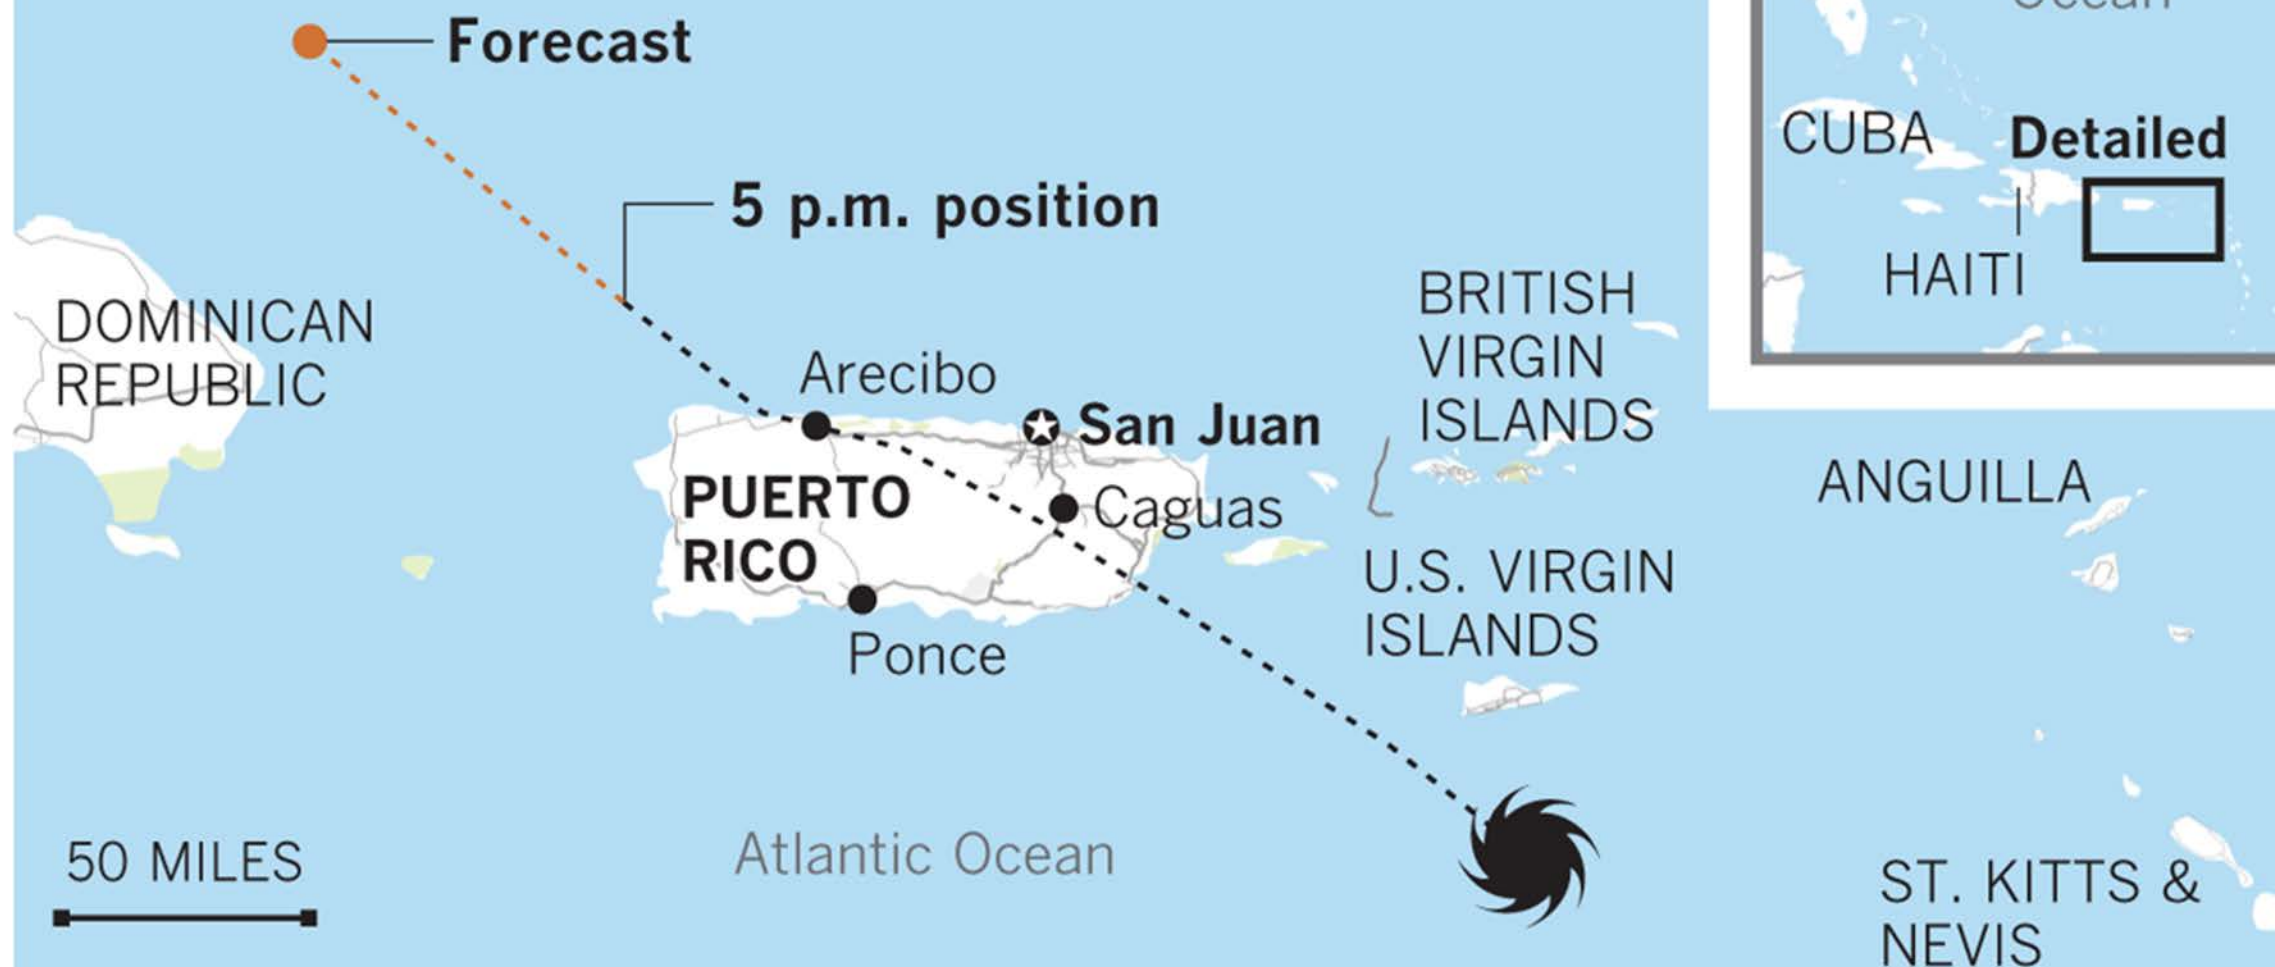 Forecast
5 p.m. position
DOMINICAN
REPUBLIC
Arecibo
San Juan
PUERTO
RICO
Caguas
Ponce
BRITISH
VIRGIN
ISLANDS
U.S. VIRGIN
ISLANDS
ANGUILLA
ST. KITTS &
NEVIS
Atlantic Ocean
50 MILES
Ocean
CUBA
Detailed
HAITI